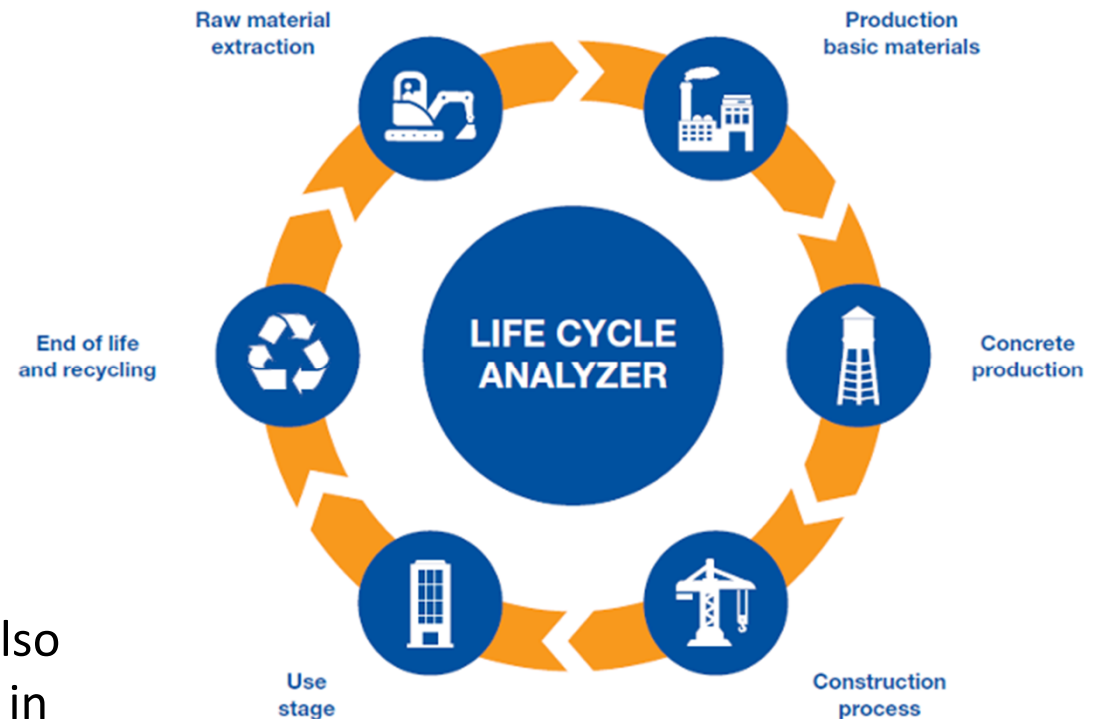 Raw material
extraction
Production
basic materials
LIFE CYCLE
ANALYZER
End of life
and recycling
Concrete
production
Use
stage
Construction
process
lso
in